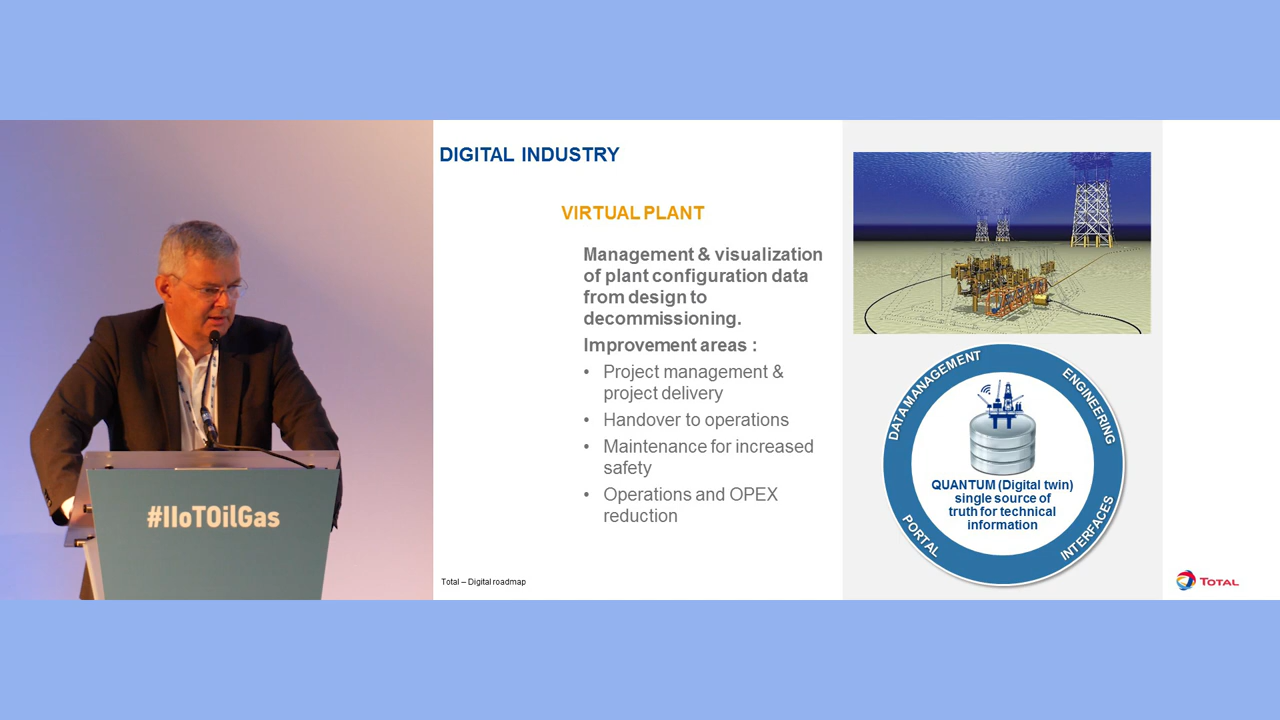 #IIoTOilGas
DIGITAL INDUSTRY
VIRTUAL PLANT
Management & visualization
of plant configuration data
from design to
decommissioning.
Improvement areas :
• Project management &
project delivery
• Handover to operations
• Maintenance for increased
safety
• Operations and OPEX
reduction
DATA MANAGEMENT
ENGINEERING
QUANTUM (Digital twin)
single source of
truth for technical
information
PORTAL
INTERFACES
Total – Digital roadmap
TOTAL